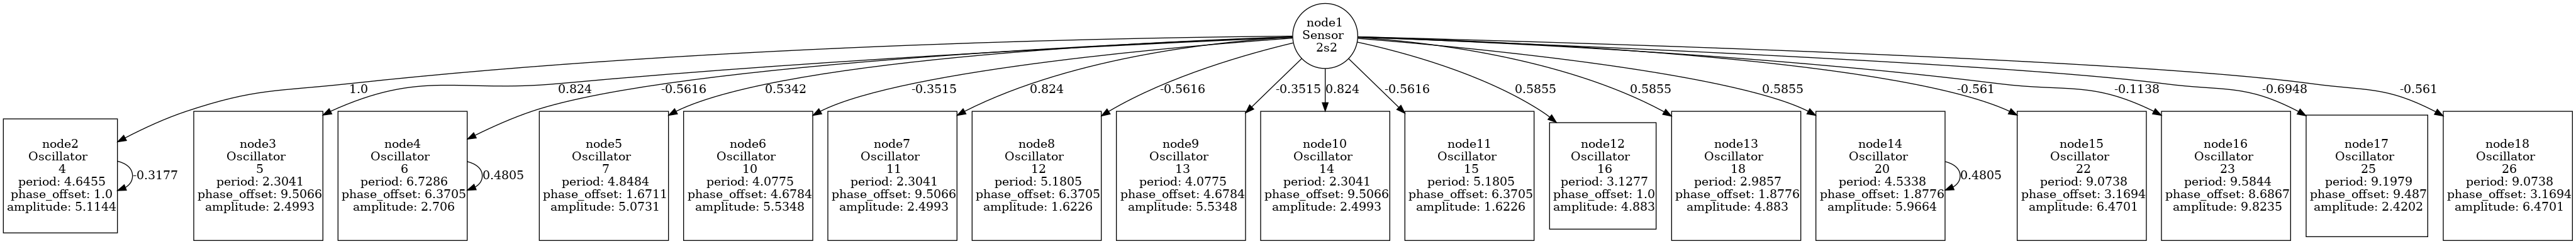 node1
Sensor
2s2
1.0
0.824
-0.5616
0.5342
-0.3515
0.824
-0.5616
-0.3515
0.824
-0.5616
0.5855
0.5855
0.5855
-0.561
-0.1138
-0.6948
-0.561
node2
Oscillator
4
period: 4.6455
phase_offset: 1.0
amplitude: 5.1144
-0.3177
node3
Oscillator
5
period: 2.3041
phase_offset: 9.5066
amplitude: 2.4993
node4
Oscillator
6
period: 6.7286
phase_offset: 6.3705
amplitude: 2.706
0.4805
node5
Oscillator
7
period: 4.8484
phase_offset: 1.6711
amplitude: 5.0731
node6
Oscillator
10
period: 4.0775
phase_offset: 4.6784
amplitude: 5.5348
node7
Oscillator
11
period: 2.3041
phase_offset: 9.5066
amplitude: 2.4993
node8
Oscillator
12
period: 5.1805
phase_offset: 6.3705
amplitude: 1.6226
node9
Oscillator
13
period: 4.0775
phase_offset: 4.6784
amplitude: 5.5348
node10
Oscillator
14
period: 2.3041
phase_offset: 9.5066
amplitude: 2.4993
node11
Oscillator
15
period: 5.1805
phase_offset: 6.3705
amplitude: 1.6226
node12
Oscillator
16
period: 3.1277
phase_offset: 1.0
amplitude: 4.883
node13
Oscillator
18
period: 2.9857
phase_offset: 1.8776
amplitude: 4.883
node14
Oscillator
20
period: 4.5338
phase_offset: 1.8776
amplitude: 5.9664
0.4805
node15
Oscillator
22
period: 9.0738
phase_offset: 3.1694
amplitude: 6.4701
node16
Oscillator
23
period: 9.5844
phase_offset: 8.6867
amplitude: 9.8235
node17
Oscillator
25
period: 9.1979
phase_offset: 9.487
amplitude: 2.4202
node18
Oscillator
26
period: 9.0738
phase_offset: 3.1694
amplitude: 6.4701